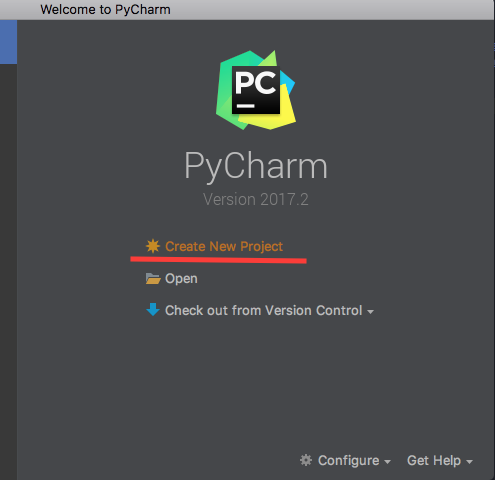 Welcome to PyCharm
PC
PyCharm
Version 2017.2
Create New Project
Open
Check out from Version Control
Configure
Get Help